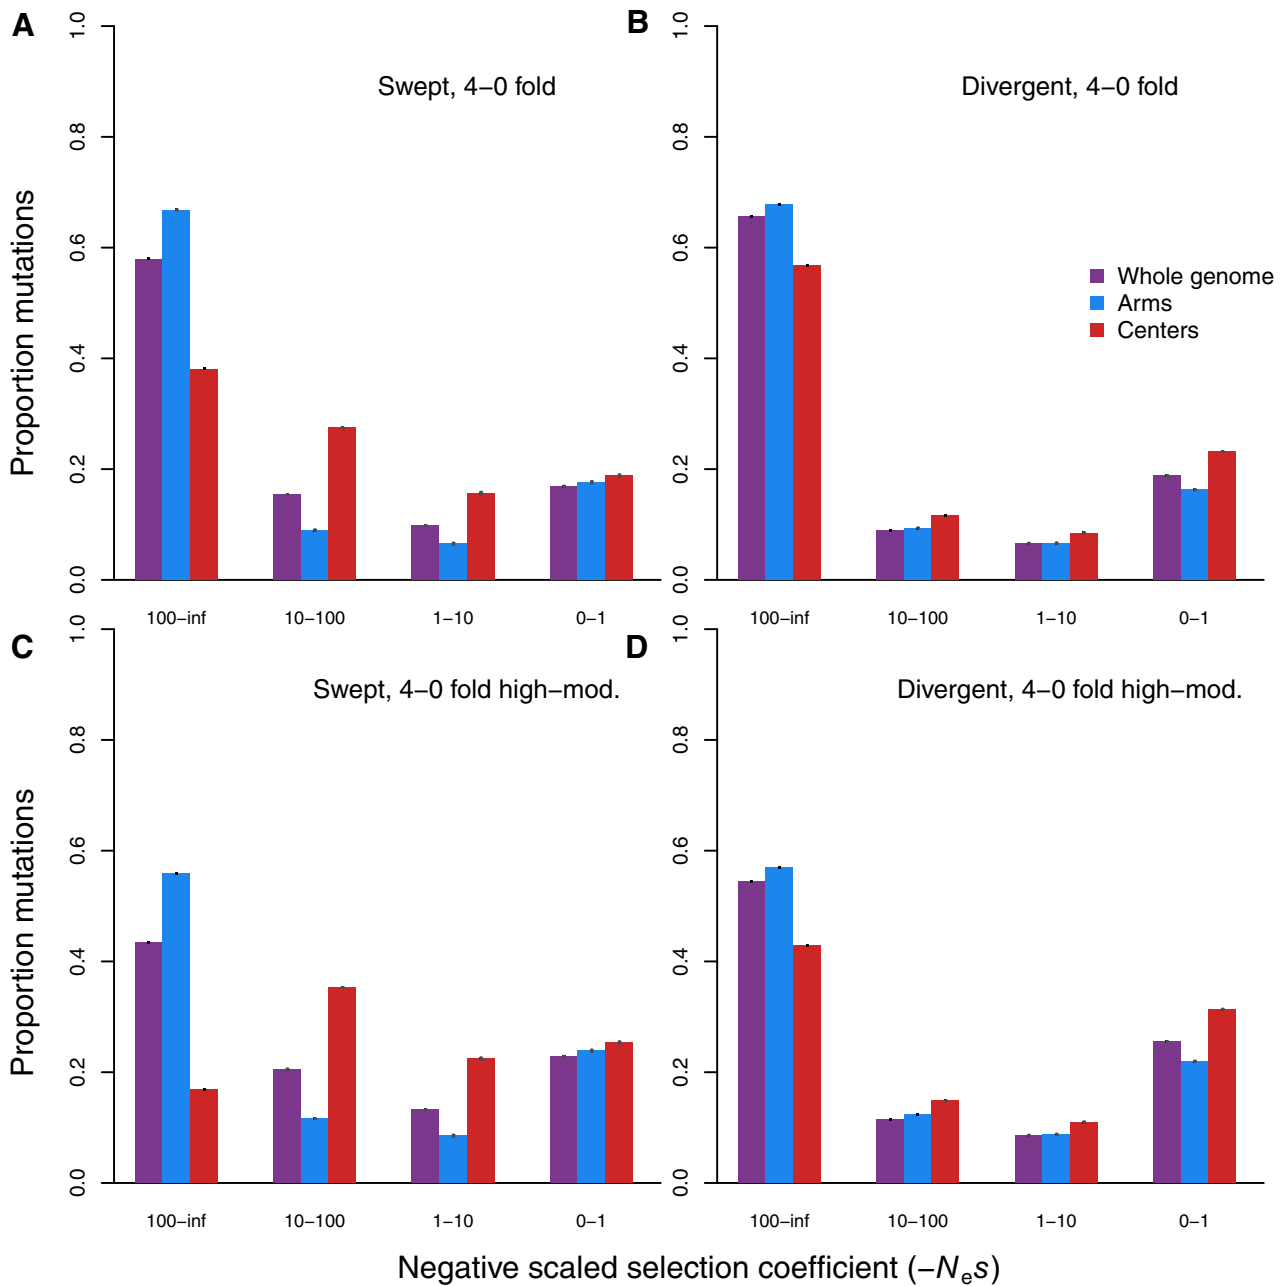 A
Swept, 4−0 fold
Proportion mutations
1.0
0.8
0.6
0.4
0.2
0.0
100−inf 10−100 1−10 0−1
B
Divergent, 4−0 fold
1.0
0.8
0.6
0.4
0.2
0.0
Whole genome
Arms
Centers
100−inf 10−100 1−10 0−1
C
Swept, 4−0 fold high−mod.
Proportion mutations
1.0
0.8
0.6
0.4
0.2
0.0
100−inf 10−100 1−10 0−1
D
Divergent, 4−0 fold high−mod.
1.0
0.8
0.6
0.4
0.2
0.0
100−inf 10−100 1−10 0−1
Negative scaled selection coefficient (−Nes)